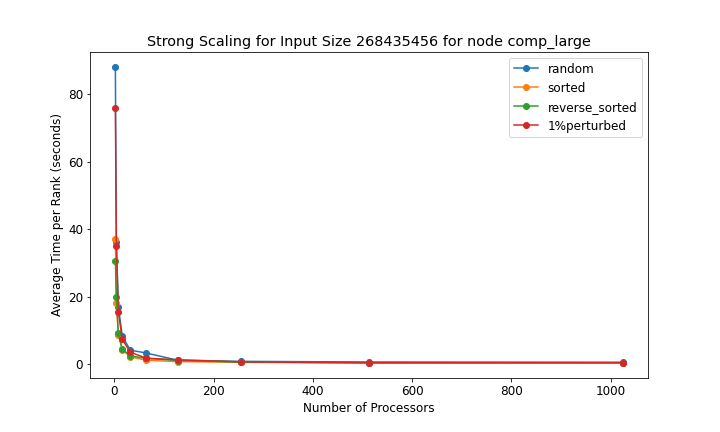 Strong Scaling for Input Size 268435456 for node comp_large
random
sorted
reverse_sorted
1%perturbed
Average Time per Rank (seconds)
80
60
40
20
0
0 200 400 600 800 1000
Number of Processors